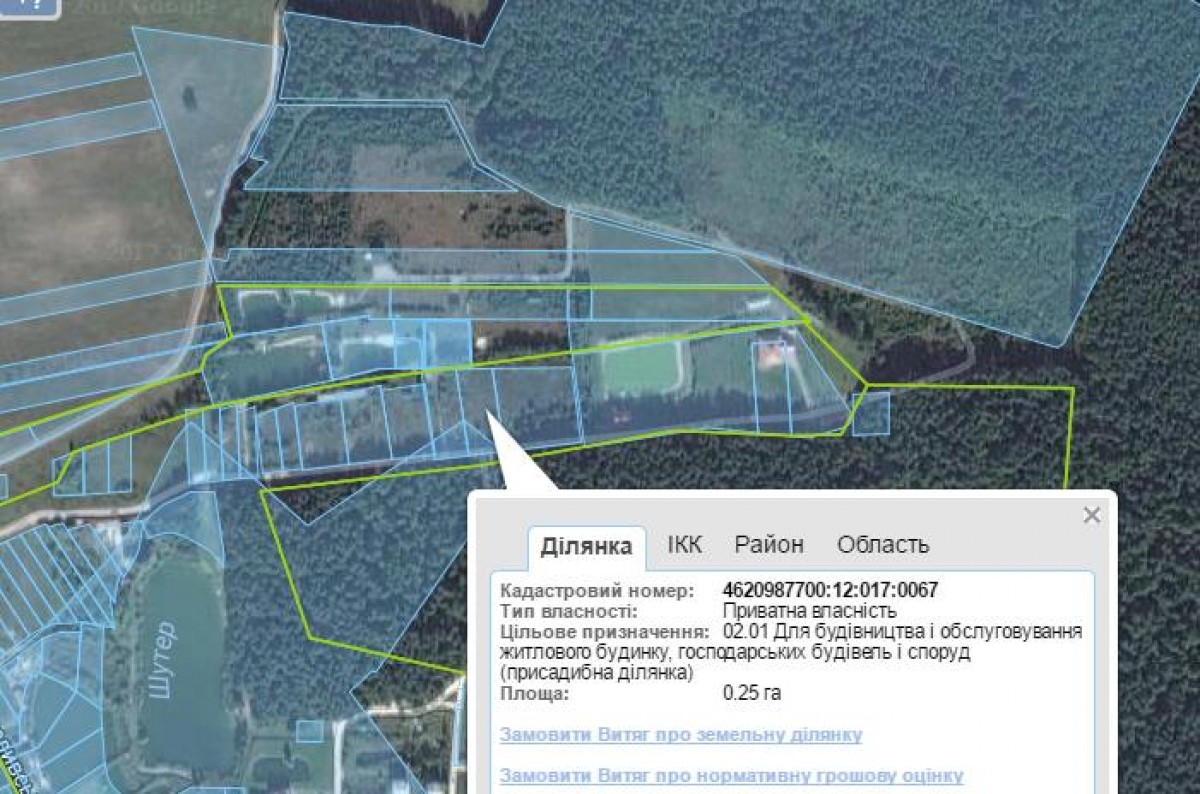 +?
Ділянка ІКК Район Область
Кадастровий номер: 4620987700:12:017:0067
Тип власності: Приватна власність
Цільове призначення: 02.01 Для будівництва і обслуговування
житлового будинку, господарських будівель і споруд
(присадибна ділянка)
Площа: 0.25 га
Замовити Витяг про земельну ділянку
Замовити Витяг про нормативну грошову оцінку
Шутер